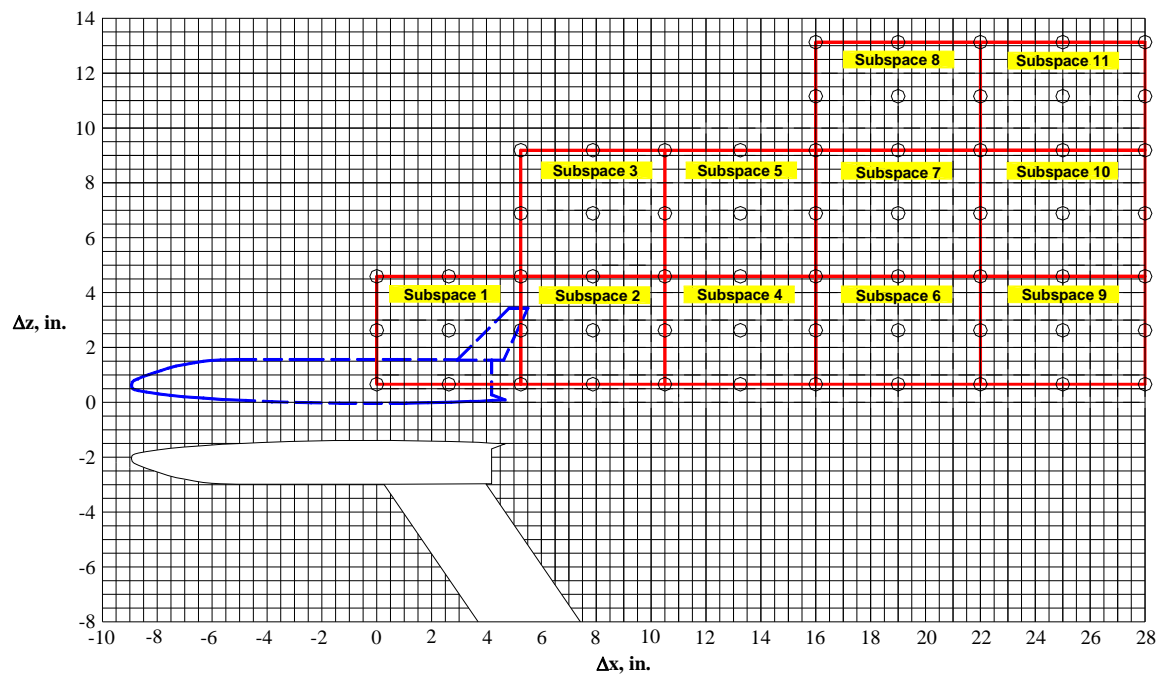 14
12
Subspace 8 Subspace 11
10
8
Subspace 3 Subspace 5 Subspace 7 Subspace 10
6
4
Subspace 1 Subspace 2 Subspace 4 Subspace 6 Subspace 9
Δz, in.
2
0
-2
-4
-6
-8
-10 -8 -6 -4 -2 0 2 4 6 8 10 12 14 16 18 20 22 24 26 28
Δx, in.